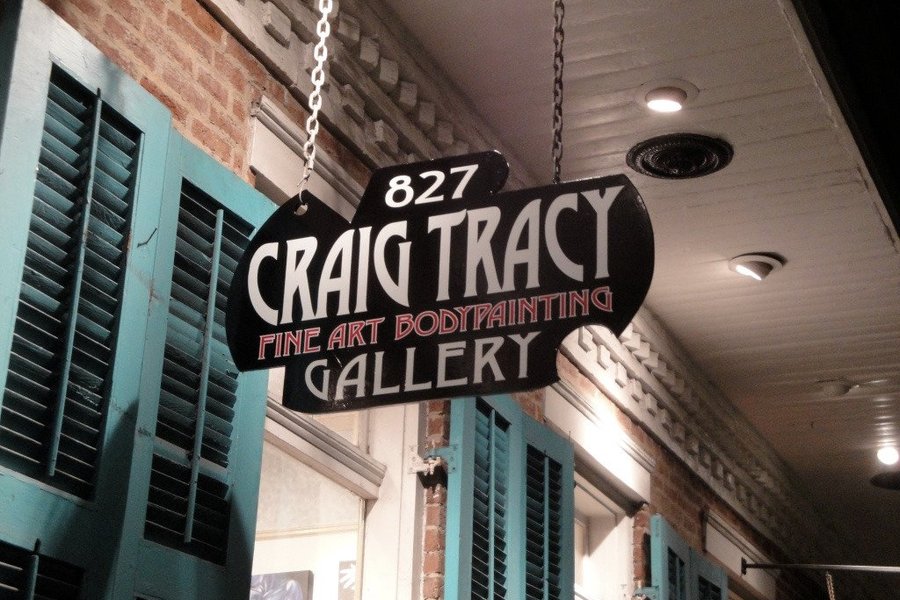 827
CRAIG TRACY
FINE ART BODYPAINTING
GALLERY